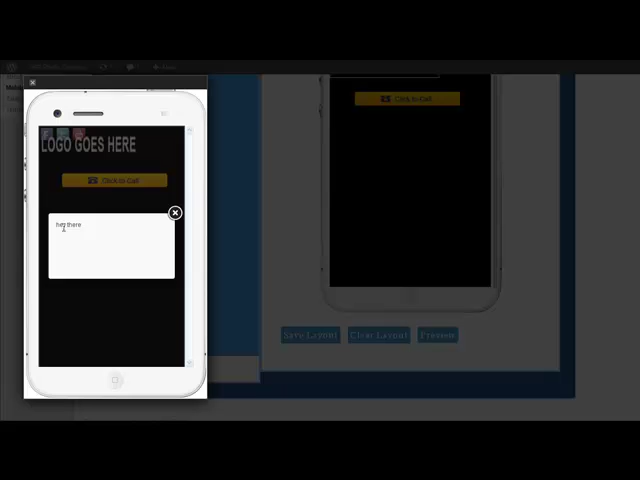 LOGO GOES HERE
Click-to-Call
hey there
Click-to-Call
Save Layout
Clear Layout
Preview